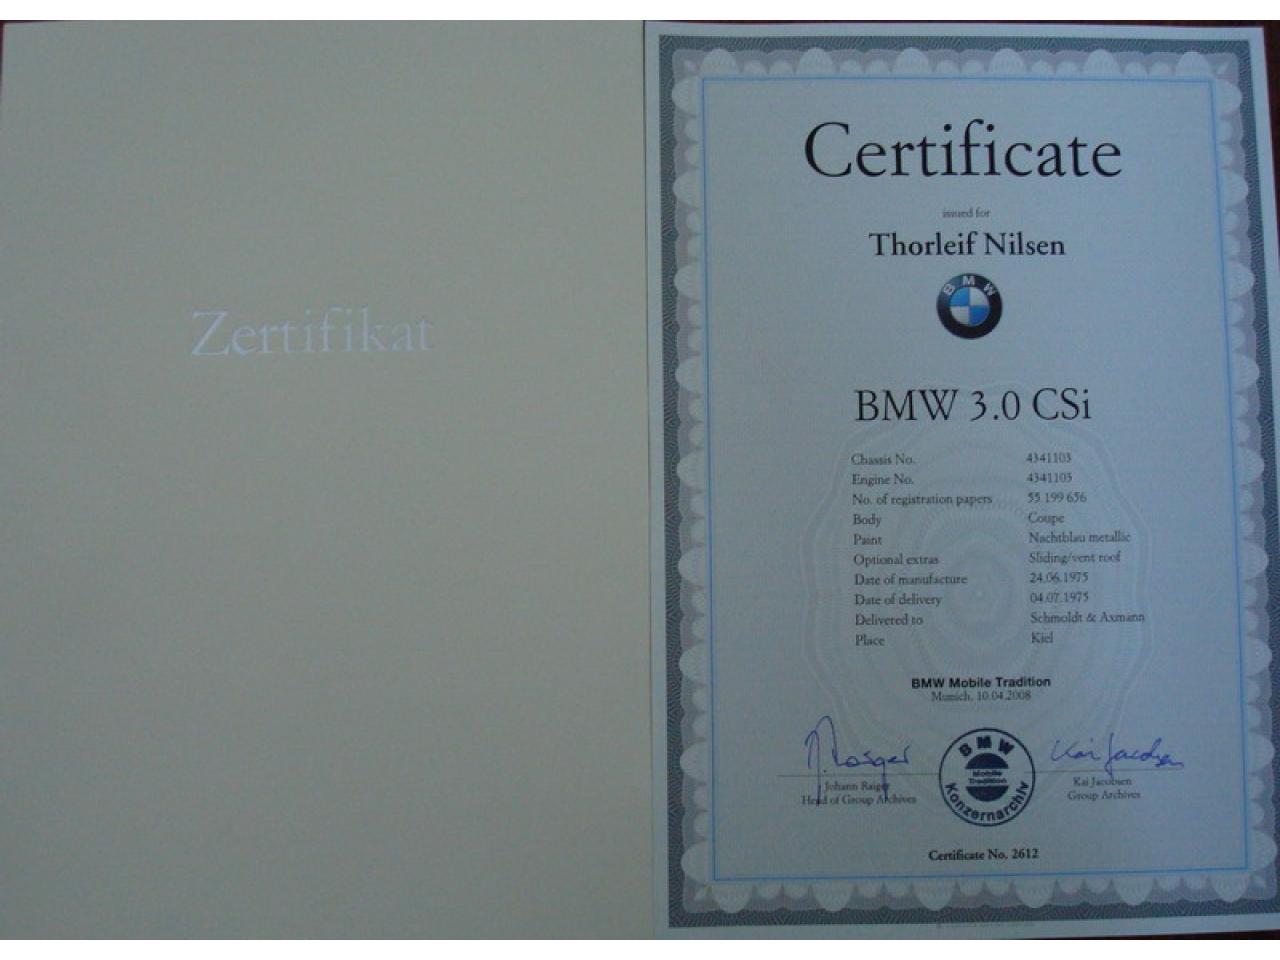 Zertifikat
Certificate
issued for
Thorleif Nilsen
BMW
BMW 3.0 CSi
Chassis No. 4341103
Engine No. 4341103
No. of registration papers 55 199 656
Body Coupe
Paint Nachtblau metallic
Optional extras Sliding/vent roof
Date of manufacture 24.06.1975
Date of delivery 04.07.1975
Delivered to Schmoldt & Axmann
Place Kiel
BMW Mobile Tradition
Munich, 10.04.2008
Kai Jacobsen
BMW
Mobile
Tradition
Konzernarchiv
Johann Raiger
Head of Group Archives
Kai Jacobsen
Group Archives
Certificate No. 2612